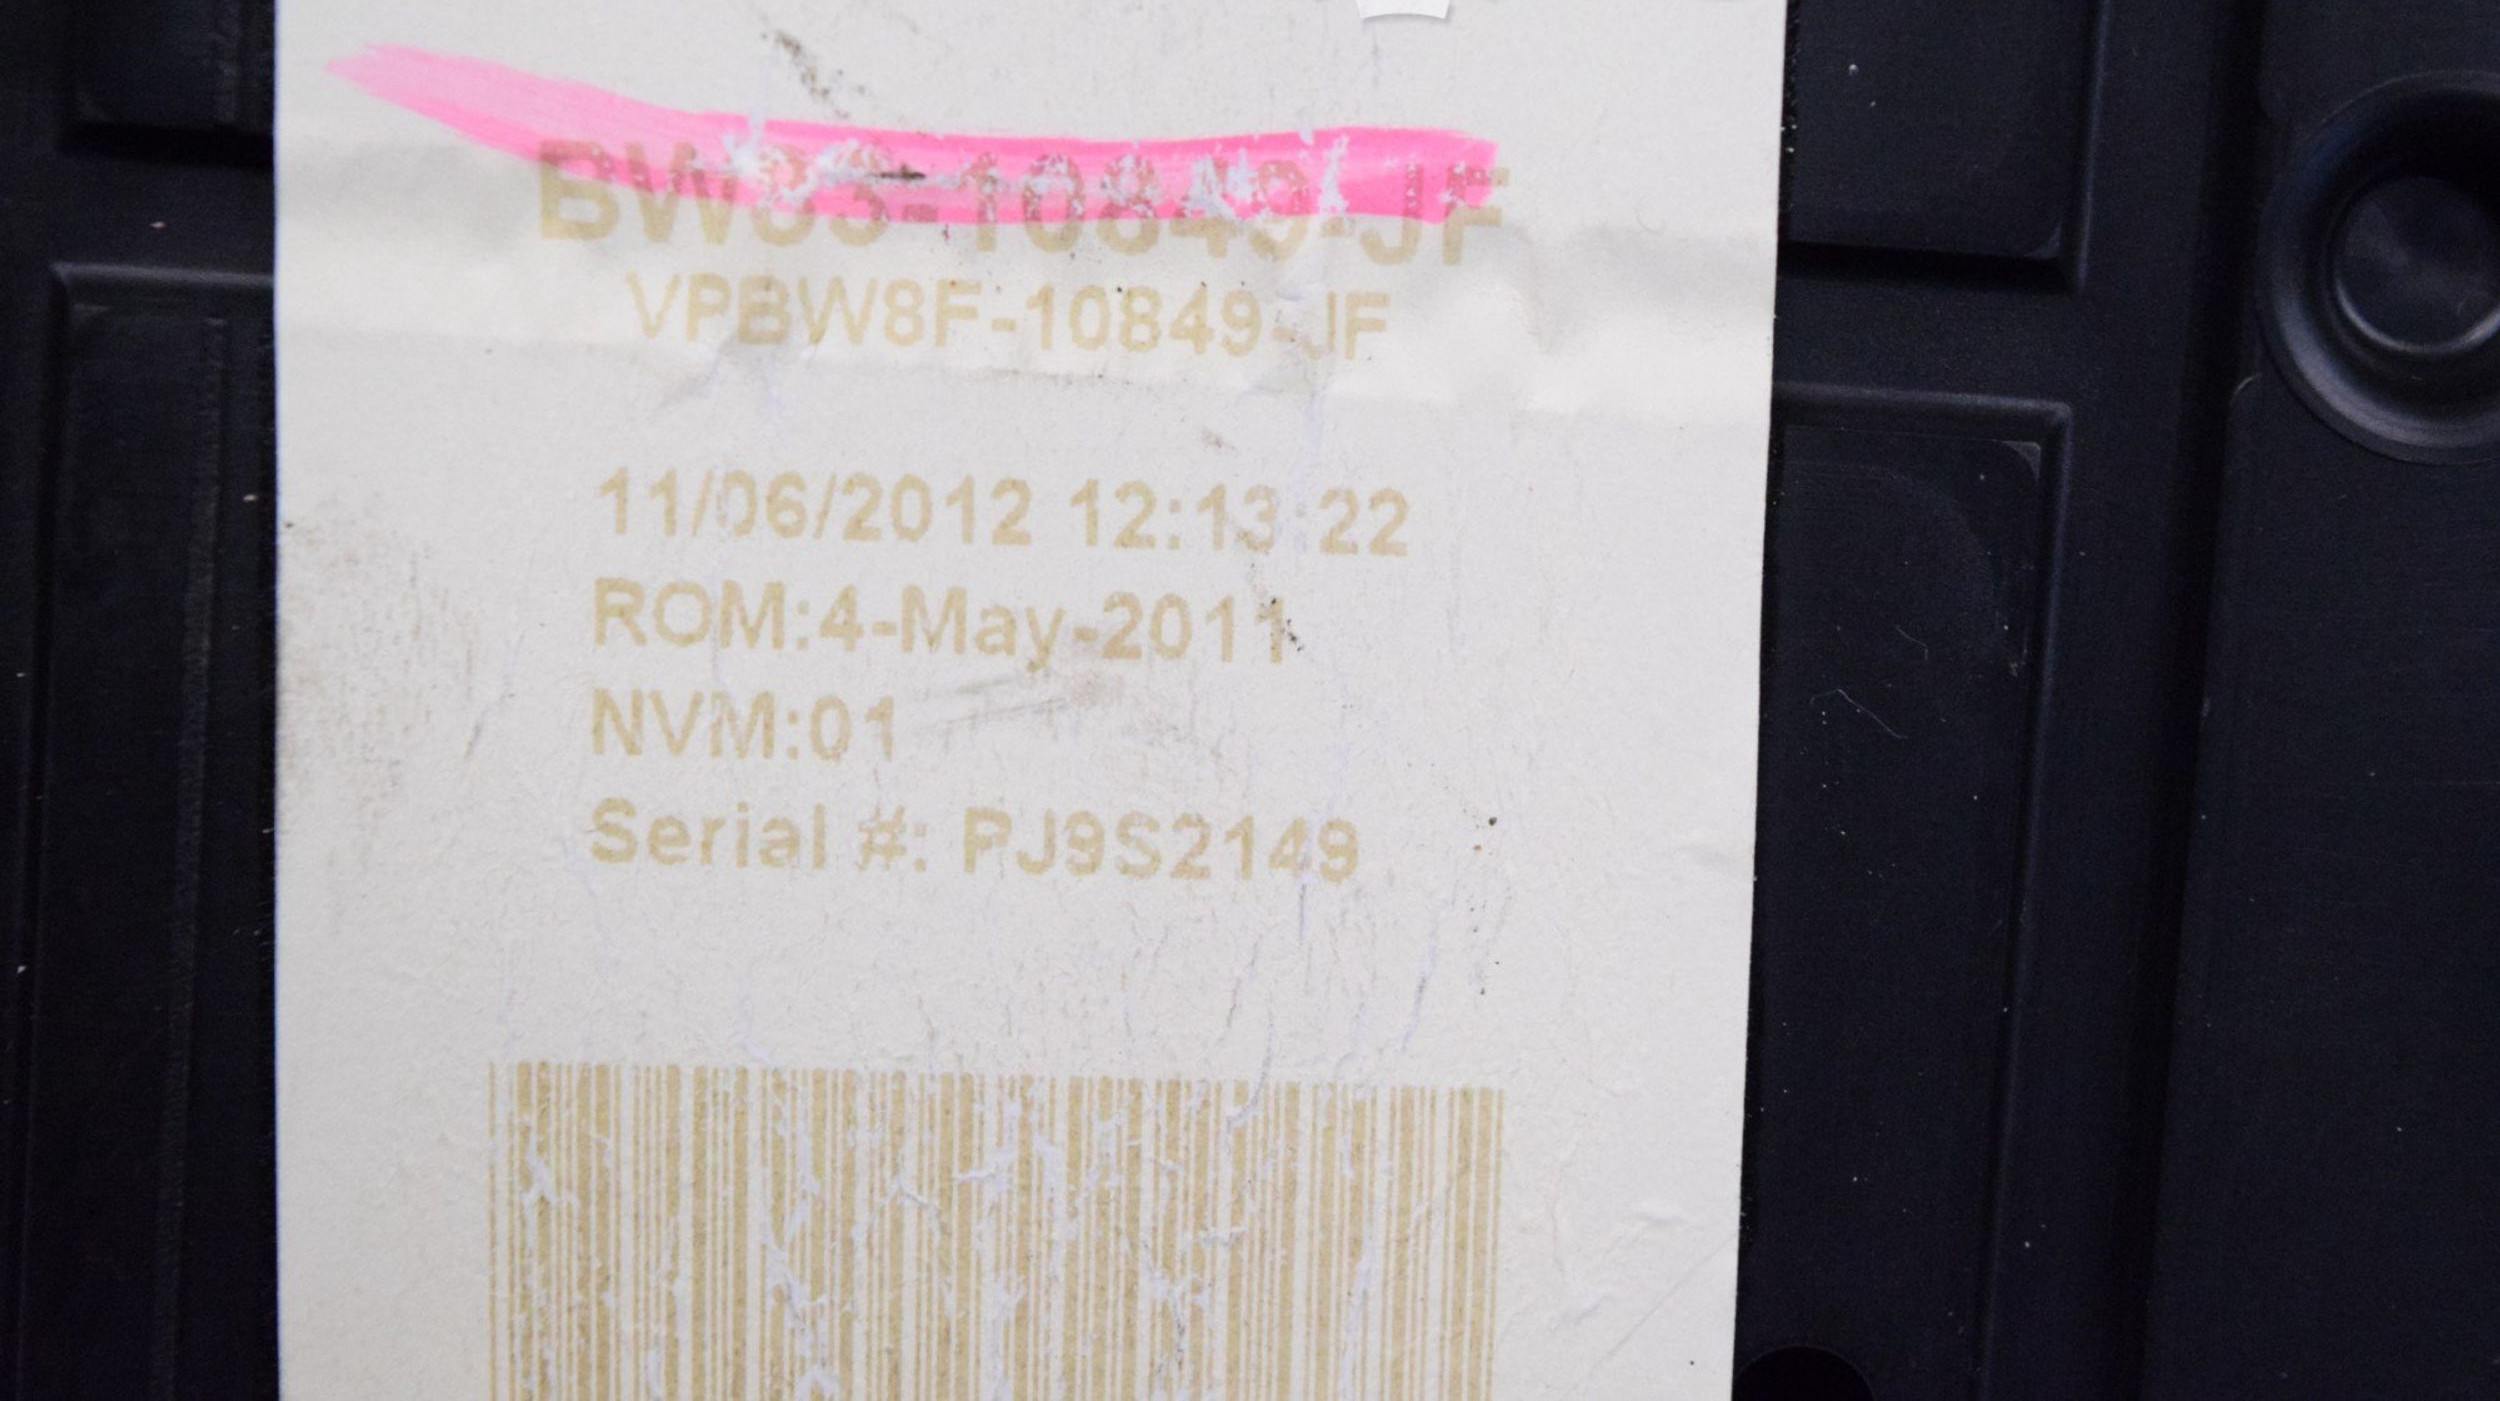 BW83-10849-JF
VPBW8F-10849-JF
11/06/2012 12:13:22
ROM:4-May-2011
NVM:01
Serial #: PJ9S2149